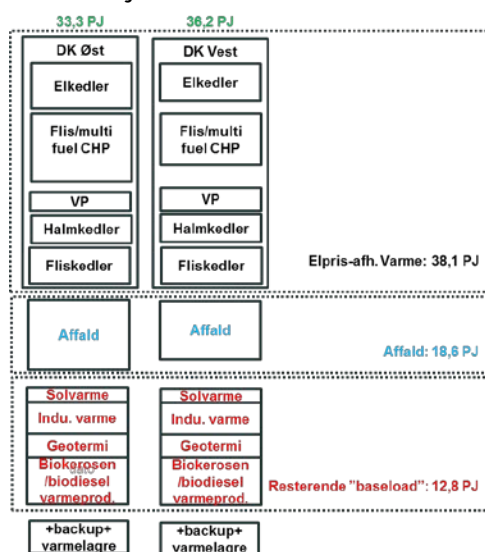 33,3 PJ
36,2 PJ
DK Øst
DK Vest
Elkedler
Elkedler
Flis/multi
fuel CHP
Flis/multi
fuel CHP
VP
VP
Halmkedler
Halmkedler
Fliskedler
Fliskedler
Elpris-afh. Varme: 38,1 PJ
Affald
Affald
Affald: 18,6 PJ
Solvarme
Solvarme
Indu. varme
Indu. varme
Geotermi
Geotermi
Biokerosen
/biodiesel
varmeprod.
Biokerosen
/biodiesel
varmeprod.
Resterende "baseload": 12,8 PJ
+backup+
varmelagre
+backup+
varmelagre